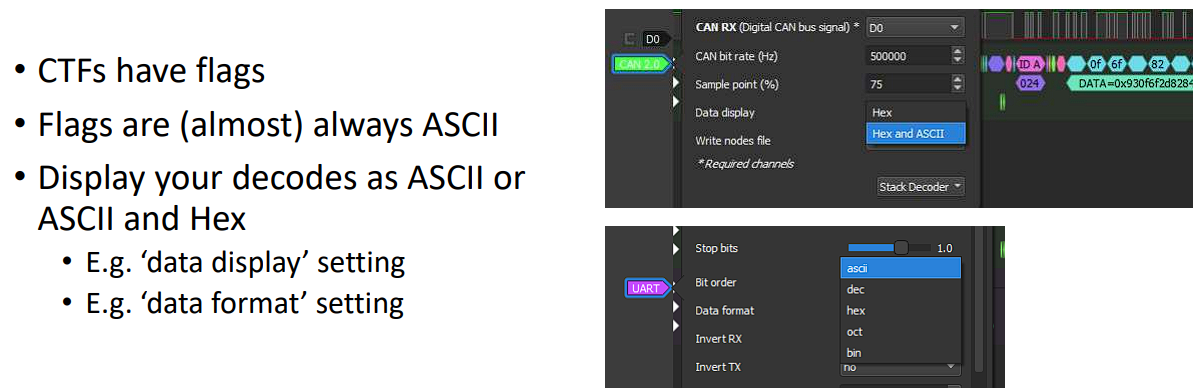 • CTFs have flags
• Flags are (almost) always ASCII
• Display your decodes as ASCII or
ASCII and Hex
• E.g. ‘data display’ setting
• E.g. ‘data format’ setting
D0
CAN 2.0
CAN RX (Digital CAN bus signal) * D0
CAN bit rate (Hz) 500000
Sample point (%) 75
Data display
Hex
Hex and ASCII
Write nodes file
*Required channels
Stack Decoder
ID A 0f 6f 82
024 DATA=0x930f6f2d8284
UART
Stop bits 1.0
Bit order
Data format
Invert RX
Invert TX no
ascii
dec
hex
oct
bin